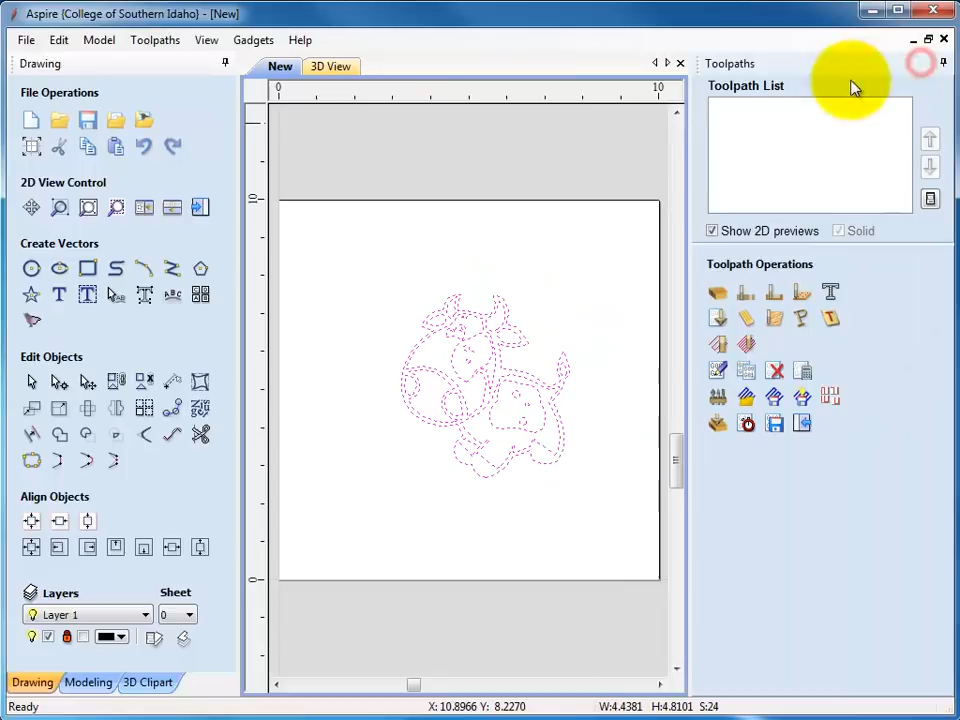 Aspire {College of Southern Idaho} - [New]
File Edit Model Toolpaths View Gadgets Help
Drawing
File Operations
2D View Control
Create Vectors
Edit Objects
Align Objects
Layers Sheet
Layer 1 0
Drawing Modeling 3D Clipart
New 3D View
0 10
10
0
Toolpaths
Toolpath List
Show 2D previews Solid
Toolpath Operations
Ready X: 10.8966 Y: 8.2270 W:4.4381 H:4.8101 S:24